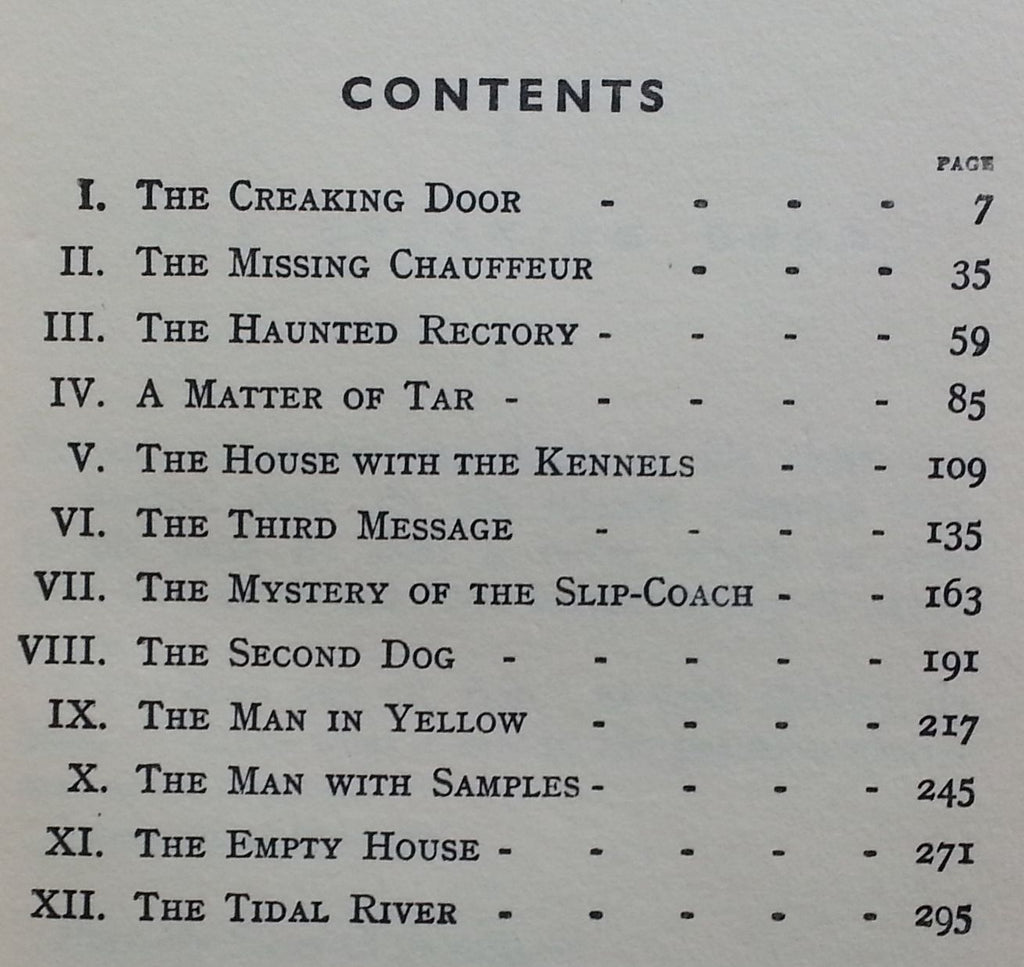 CONTENTS
PAGE
I. THE CREAKING DOOR - - - - 7
II. THE MISSING CHAUFFEUR - - - 35
III. THE HAUNTED RECTORY - - - - 59
IV. A MATTER OF TAR - - - - - 85
V. THE HOUSE WITH THE KENNELS - - 109
VI. THE THIRD MESSAGE - - - - 135
VII. THE MYSTERY OF THE SLIP-COACH - - 163
VIII. THE SECOND DOG - - - - - 191
IX. THE MAN IN YELLOW - - - - 217
X. THE MAN WITH SAMPLES - - - - 245
XI. THE EMPTY HOUSE - - - - - 271
XII. THE TIDAL RIVER - - - - - 295